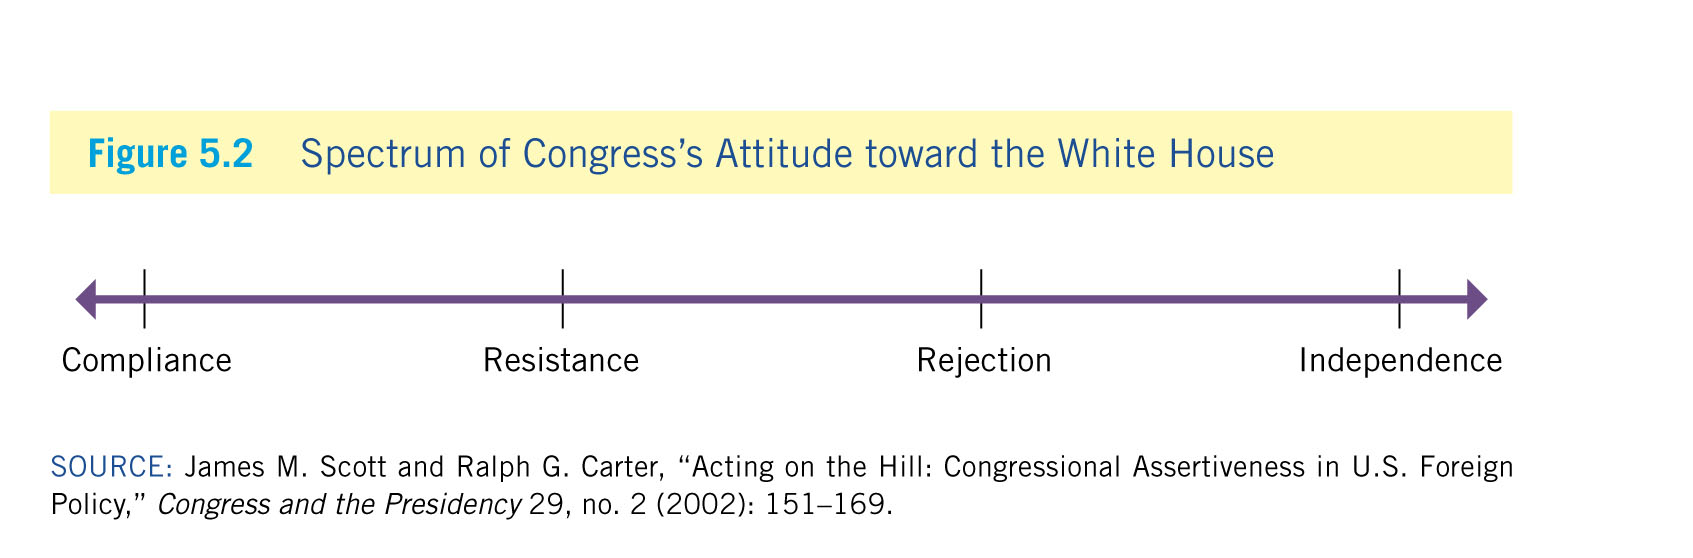 Figure 5.2 Spectrum of Congress’s Attitude toward the White House
Compliance Resistance Rejection Independence
SOURCE: James M. Scott and Ralph G. Carter, “Acting on the Hill: Congressional Assertiveness in U.S. Foreign
Policy,” Congress and the Presidency 29, no. 2 (2002): 151–169.